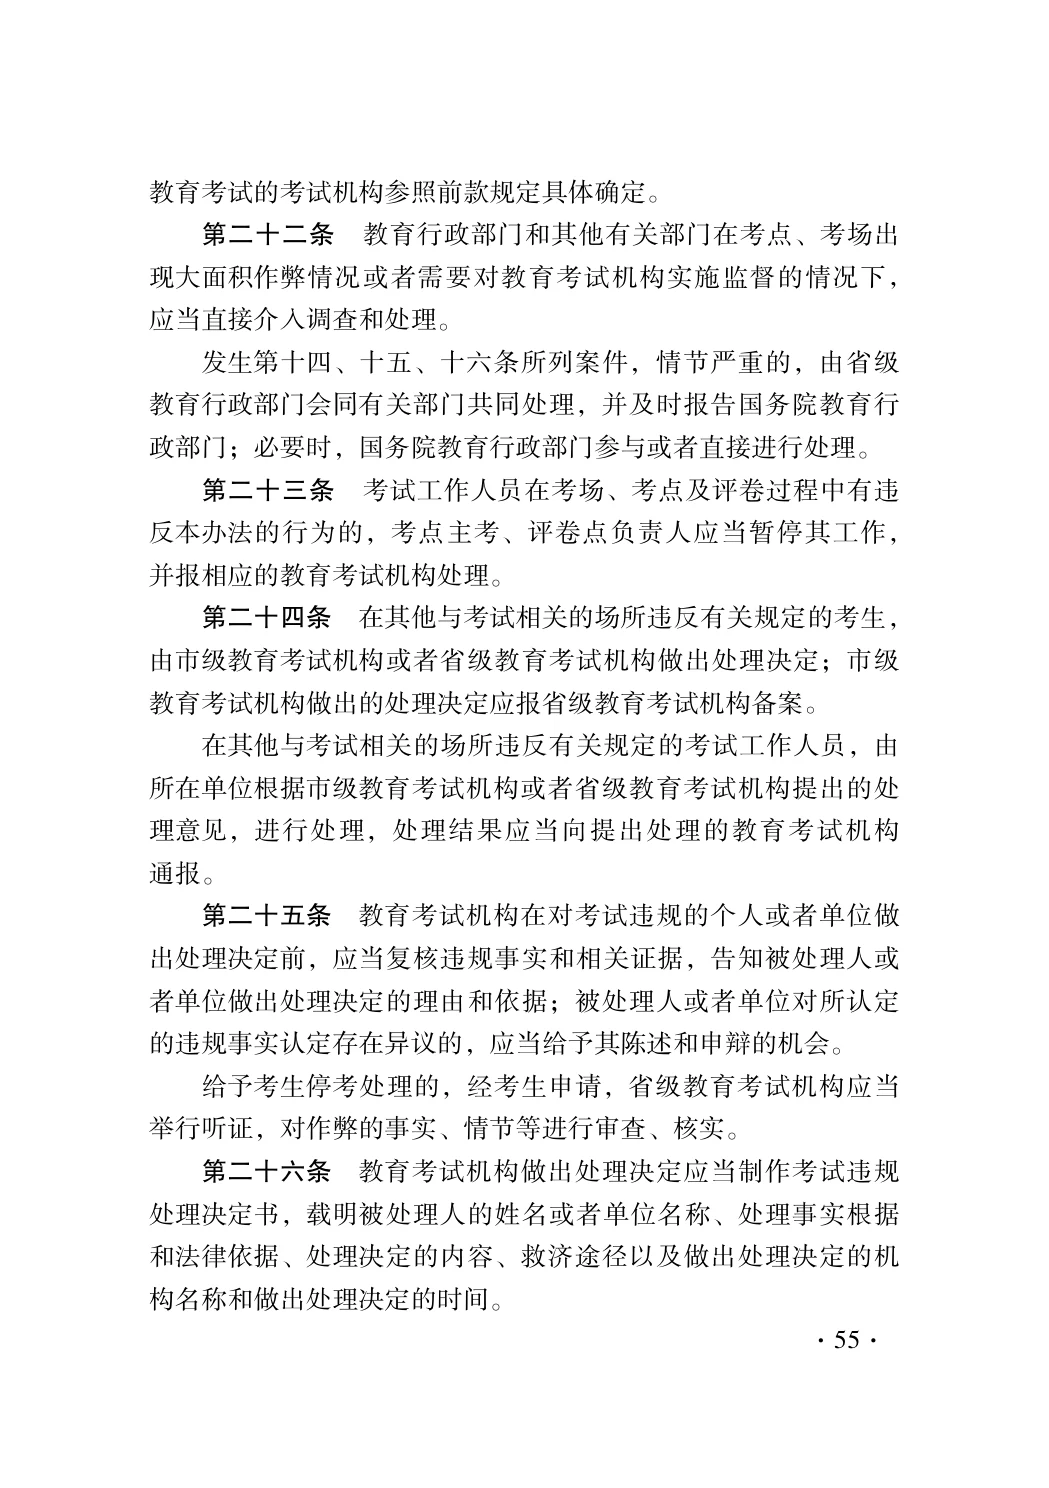 教育考试的考试机构参照前款规定具体确定。
第二十二条　教育行政部门和其他有关部门在考点、考场出
现大面积作弊情况或者需要对教育考试机构实施监督的情况下，
应当直接介入调查和处理。
发生第十四、十五、十六条所列案件，情节严重的，由省级
教育行政部门会同有关部门共同处理，并及时报告国务院教育行
政部门；必要时，国务院教育行政部门参与或者直接进行处理。
第二十三条　考试工作人员在考场、考点及评卷过程中有违
反本办法的行为的，考点主考、评卷点负责人应当暂停其工作，
并报相应的教育考试机构处理。
第二十四条　在其他与考试相关的场所违反有关规定的考生，
由市级教育考试机构或者省级教育考试机构做出处理决定；市级
教育考试机构做出的处理决定应报省级教育考试机构备案。
在其他与考试相关的场所违反有关规定的考试工作人员，由
所在单位根据市级教育考试机构或者省级教育考试机构提出的处
理意见，进行处理，处理结果应当向提出处理的教育考试机构
通报。
第二十五条　教育考试机构在对考试违规的个人或者单位做
出处理决定前，应当复核违规事实和相关证据，告知被处理人或
者单位做出处理决定的理由和依据；被处理人或者单位对所认定
的违规事实认定存在异议的，应当给予其陈述和申辩的机会。
给予考生停考处理的，经考生申请，省级教育考试机构应当
举行听证，对作弊的事实、情节等进行审查、核实。
第二十六条　教育考试机构做出处理决定应当制作考试违规
处理决定书，载明被处理人的姓名或者单位名称、处理事实根据
和法律依据、处理决定的内容、救济途径以及做出处理决定的机
构名称和做出处理决定的时间。
·55·